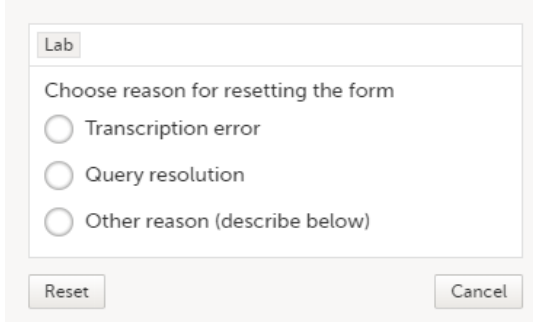 Lab
Choose reason for resetting the form
Transcription error
Query resolution
Other reason (describe below)
Reset Cancel